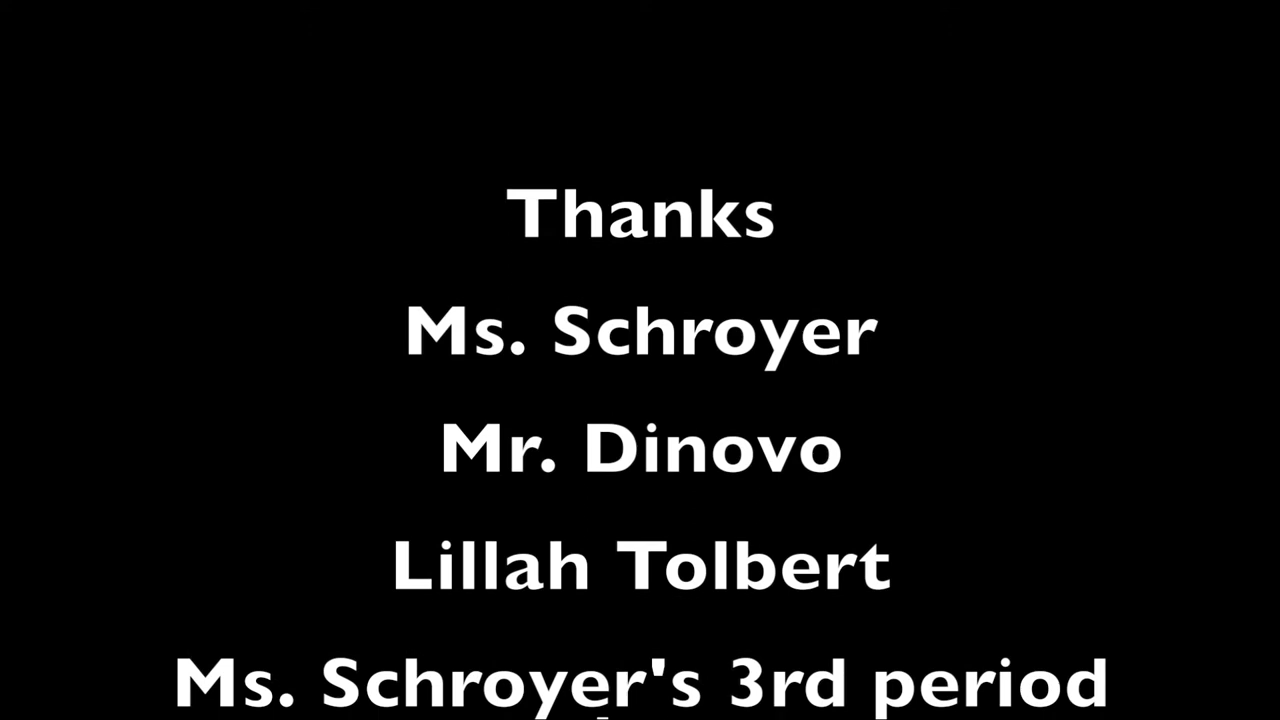 Thanks
Ms. Schroyer
Mr. Dinovo
Lillah Tolbert
Ms. Schroyer's 3rd period